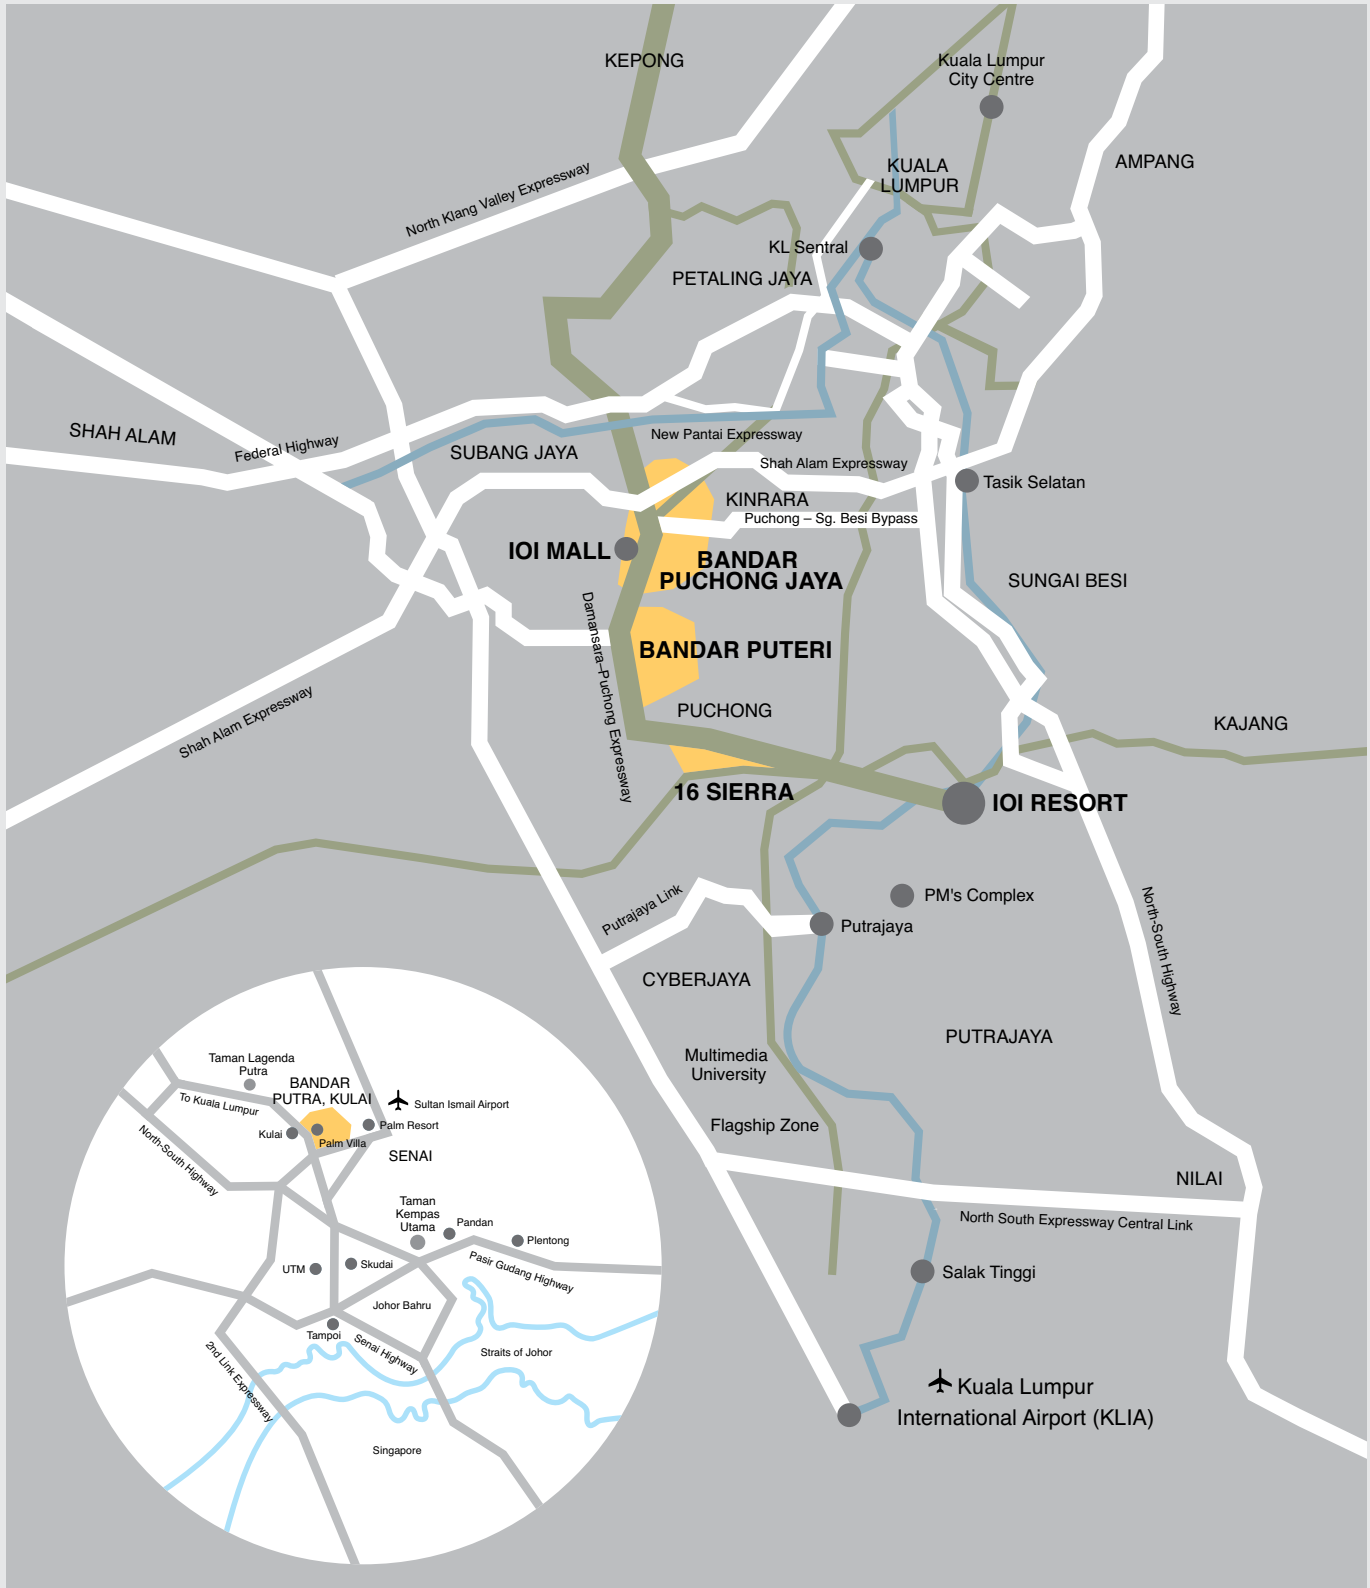 KEPONG
Kuala Lumpur
City Centre
AMPANG
KUALA
LUMPUR
North Klang Valley Expressway
KL Sentral
PETALING JAYA
SHAH ALAM
Federal Highway
New Pantai Expressway
SUBANG JAYA
Shah Alam Expressway
Tasik Selatan
KINRARA
Puchong – Sg. Besi Bypass
IOI MALL
BANDAR
PUCHONG JAYA
SUNGAI BESI
Damansara–Puchong Expressway
BANDAR PUTERI
Shah Alam Expressway
PUCHONG
KAJANG
16 SIERRA
IOI RESORT
Putrajaya Link
PM's Complex
Putrajaya
North-South Highway
CYBERJAYA
PUTRAJAYA
Multimedia
University
Flagship Zone
NILAI
North South Expressway Central Link
Salak Tinggi
Kuala Lumpur
International Airport (KLIA)
Taman Lagenda
Putra
BANDAR
PUTRA, KULAI
To Kuala Lumpur
Sultan Ismail Airport
Palm Resort
Kulai
Palm Villa
North-South Highway
SENAI
Taman
Kempas
Utama
Pandan
Plentong
UTM
Skudai
Pasir Gudang Highway
Johor Bahru
Tampoi
Senai Highway
Straits of Johor
2nd Link Expressway
Singapore